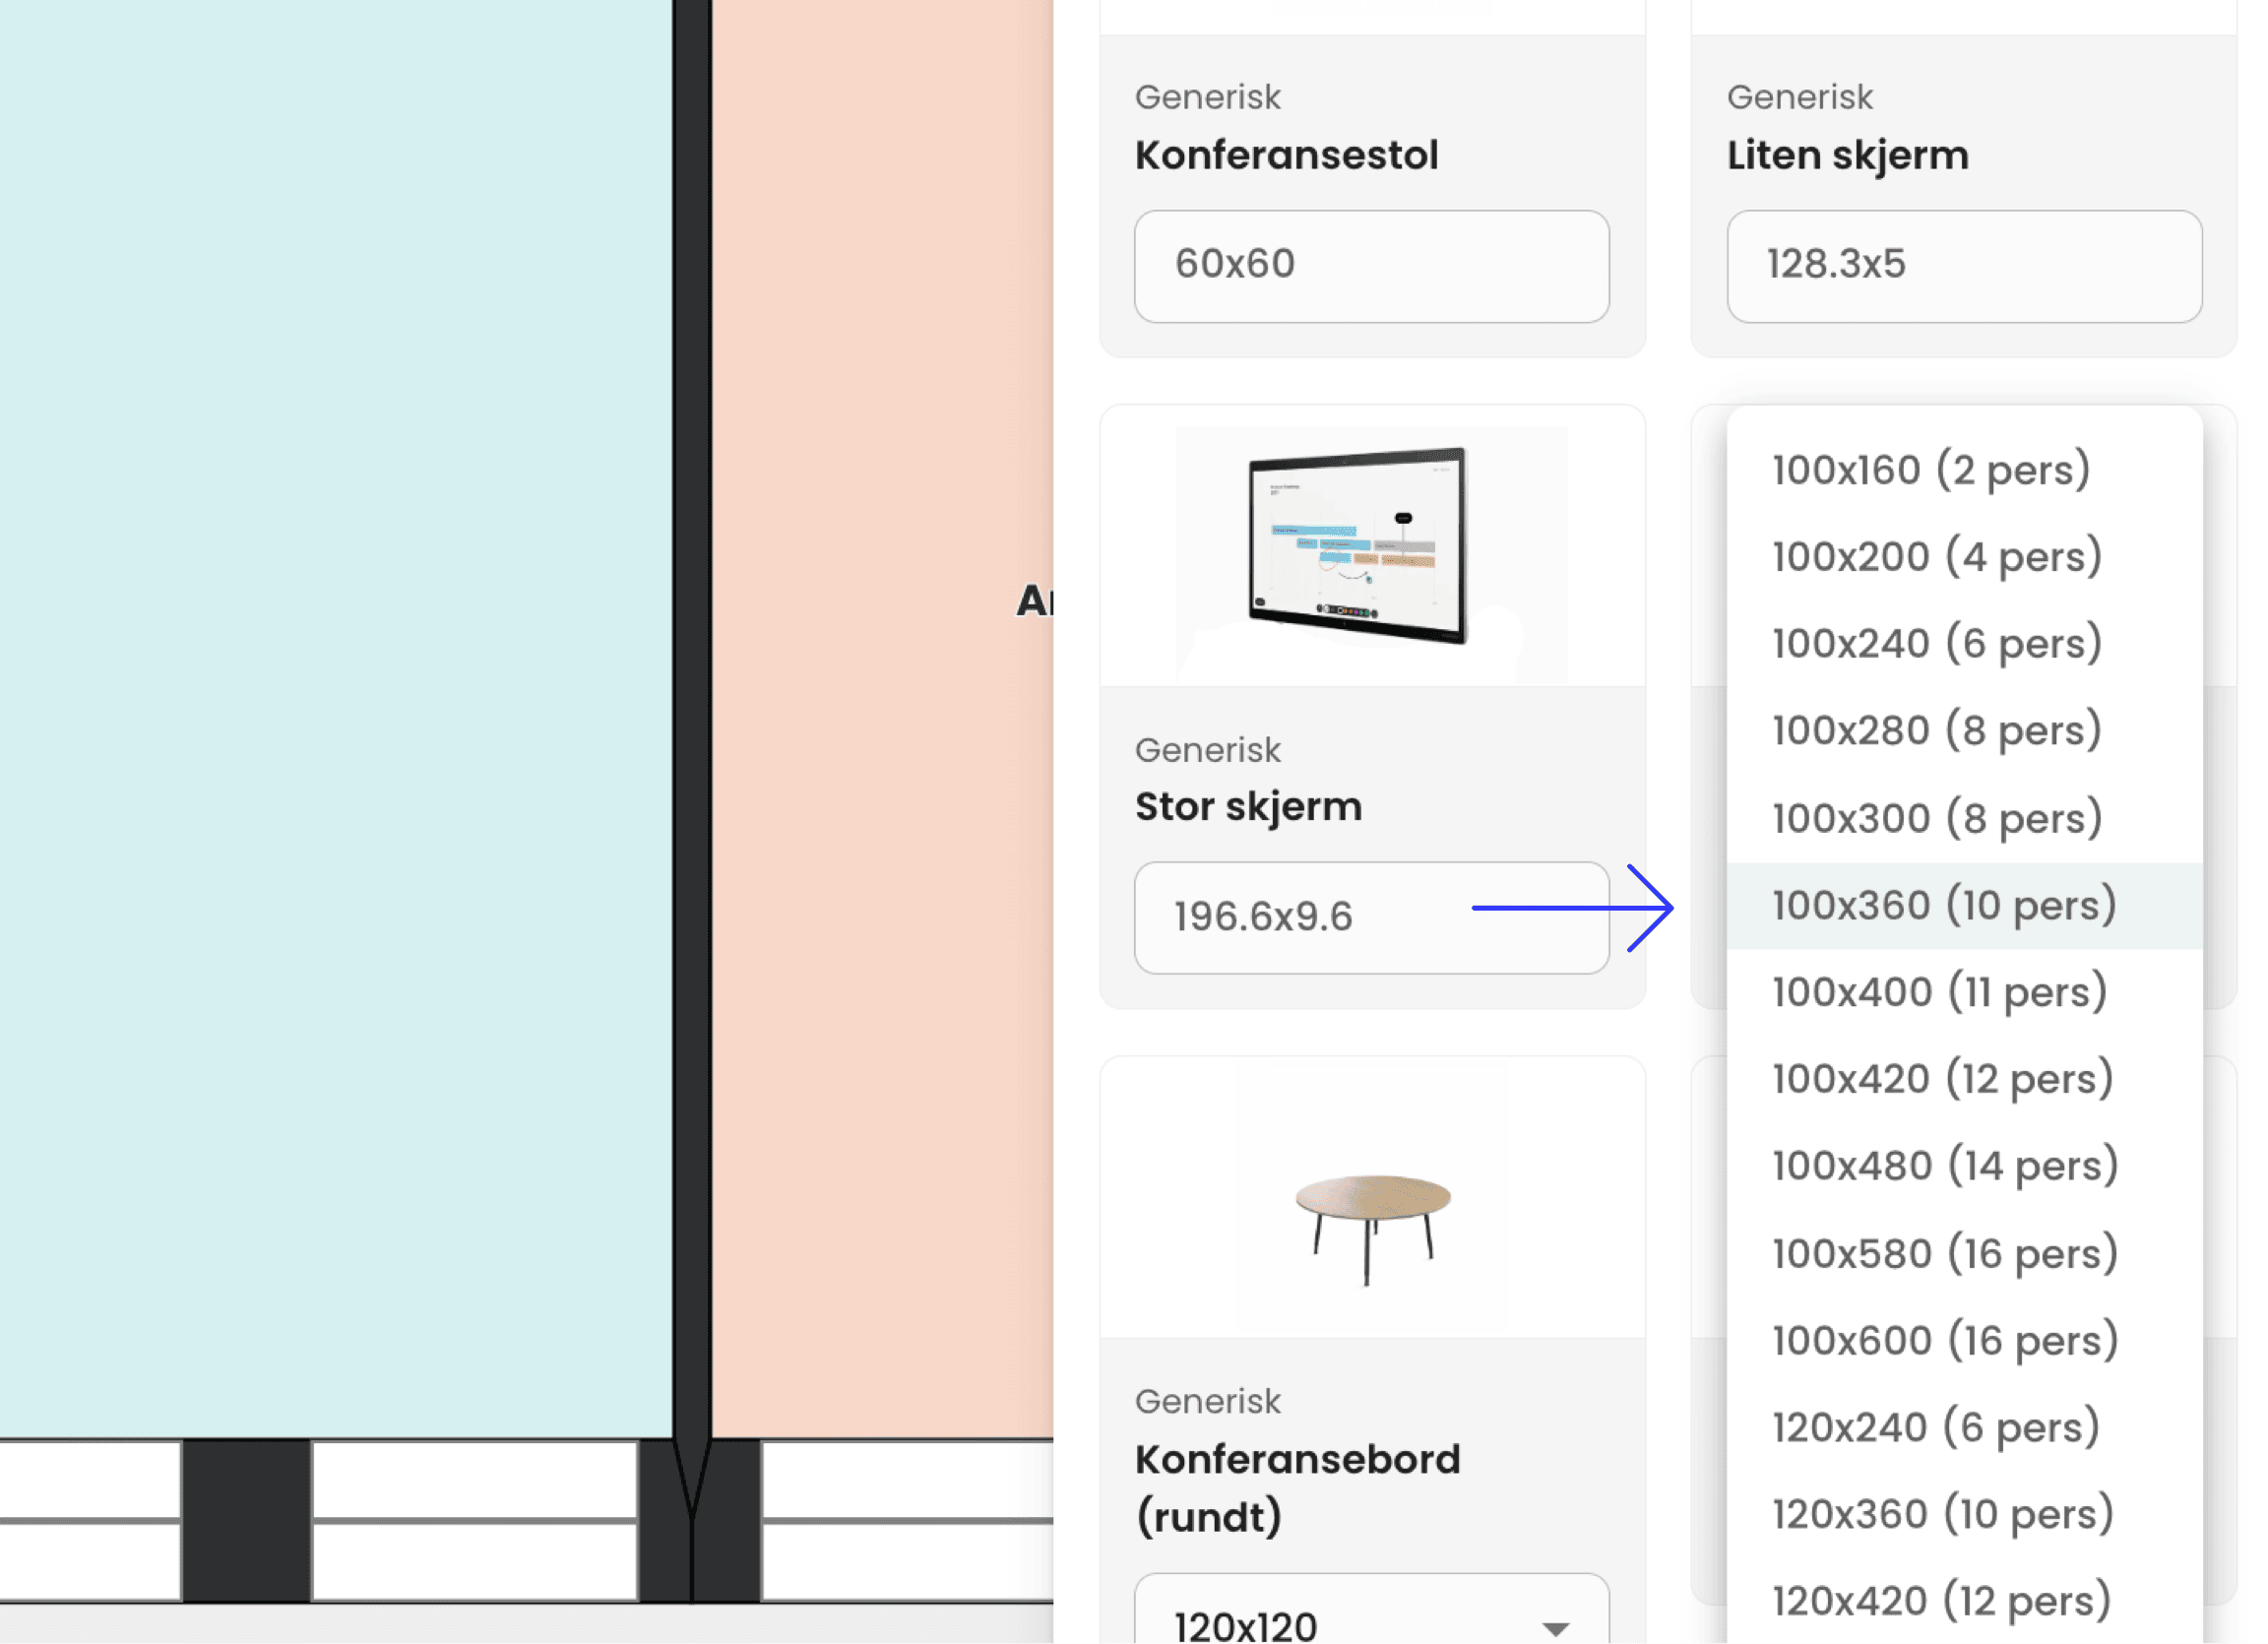 Generisk
Konferansestol
60x60
Generisk
Liten skjerm
128.3x5
Generisk
Stor skjerm
196.6x9.6
Generisk
Konferansebord
(rundt)
120x120
100x160 (2 pers)
100x200 (4 pers)
100x240 (6 pers)
100x280 (8 pers)
100x300 (8 pers)
100x360 (10 pers)
100x400 (11 pers)
100x420 (12 pers)
100x480 (14 pers)
100x580 (16 pers)
100x600 (16 pers)
120x240 (6 pers)
120x360 (10 pers)
120x420 (12 pers)